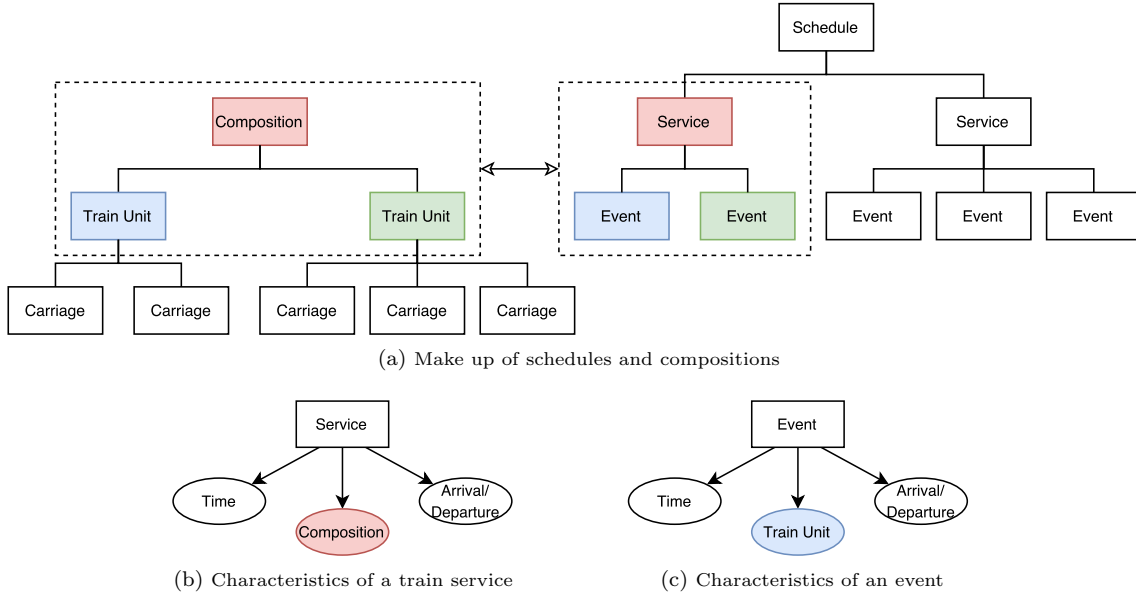 Schedule
Composition
Service
Service
Train Unit
Train Unit
Event
Event
Event
Event
Event
Carriage
Carriage
Carriage
Carriage
Carriage
(a) Make up of schedules and compositions
Service
Time
Composition
Arrival/
Departure
(b) Characteristics of a train service
Event
Time
Train Unit
Arrival/
Departure
(c) Characteristics of an event